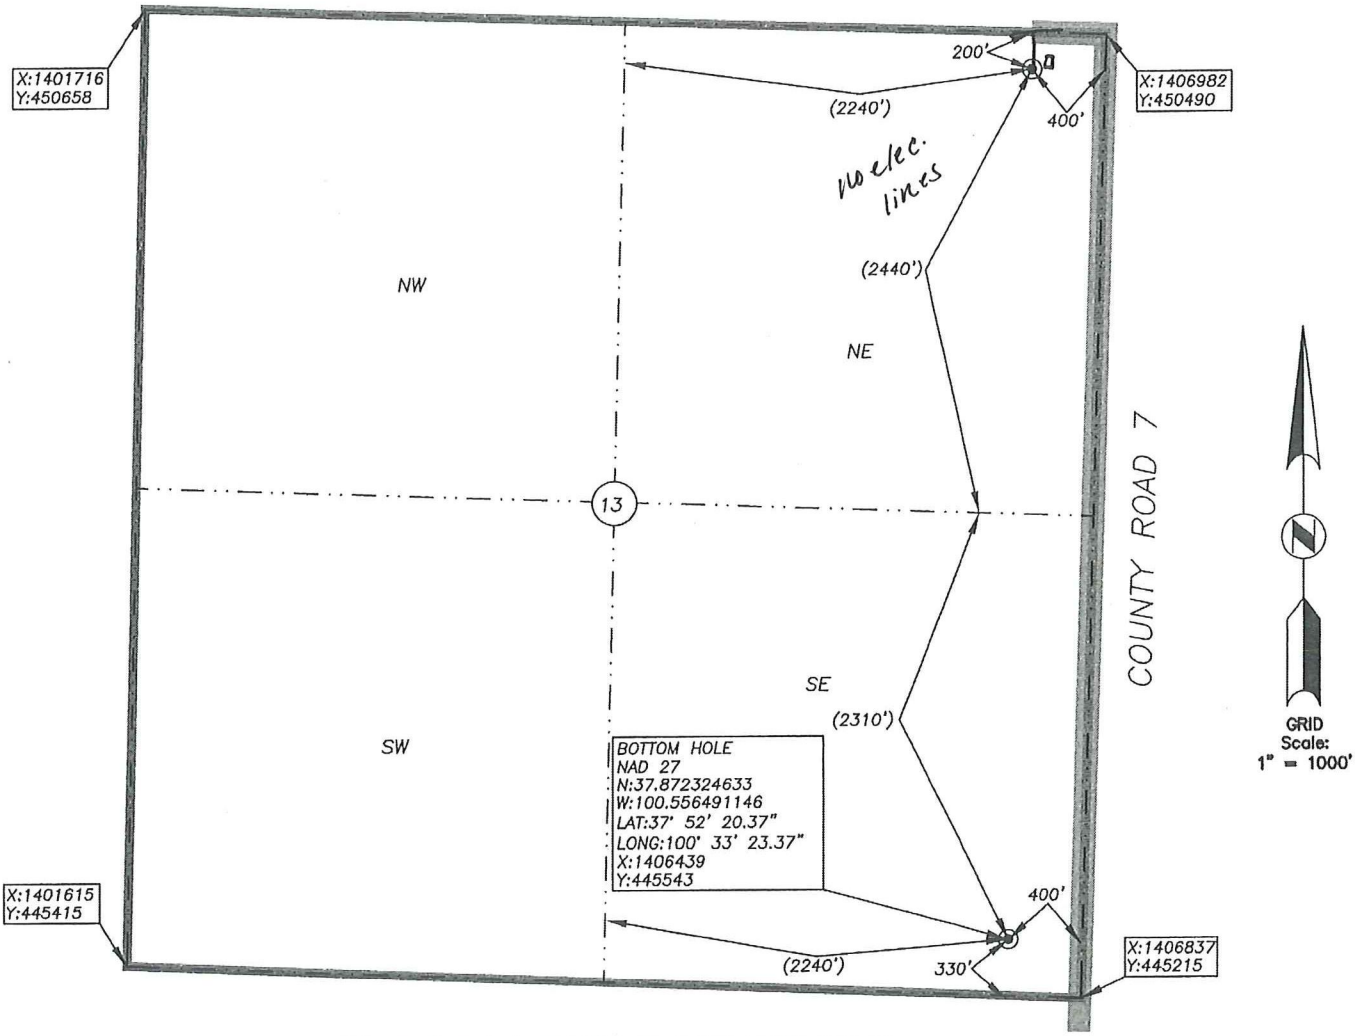 X:1401716
Y:450658
200'
(2240')
400'
X:1406982
Y:450490
no elec.
lines
(2440')
NW
NE
13
COUNTY ROAD 7
GRID
Scale:
1" = 1000'
SE
(2310')
SW
BOTTOM HOLE
NAD 27
N:37.872324633
W:100.556491146
LAT:37° 52' 20.37"
LONG:100° 33' 23.37"
X:1406439
Y:445543
X:1401615
Y:445415
400'
(2240')
330'
X:1406837
Y:445215